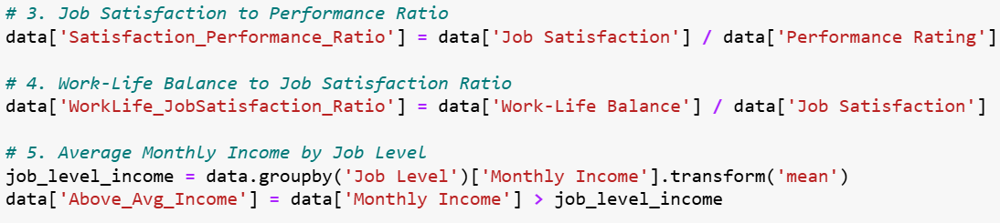 # 3. Job Satisfaction to Performance Ratio
data['Satisfaction_Performance_Ratio'] = data['Job Satisfaction'] / data['Performance Rating']
# 4. Work-Life Balance to Job Satisfaction Ratio
data['WorkLife_JobSatisfaction_Ratio'] = data['Work-Life Balance'] / data['Job Satisfaction']
# 5. Average Monthly Income by Job Level
job_level_income = data.groupby('Job Level')['Monthly Income'].transform('mean')
data['Above_Avg_Income'] = data['Monthly Income'] > job_level_income